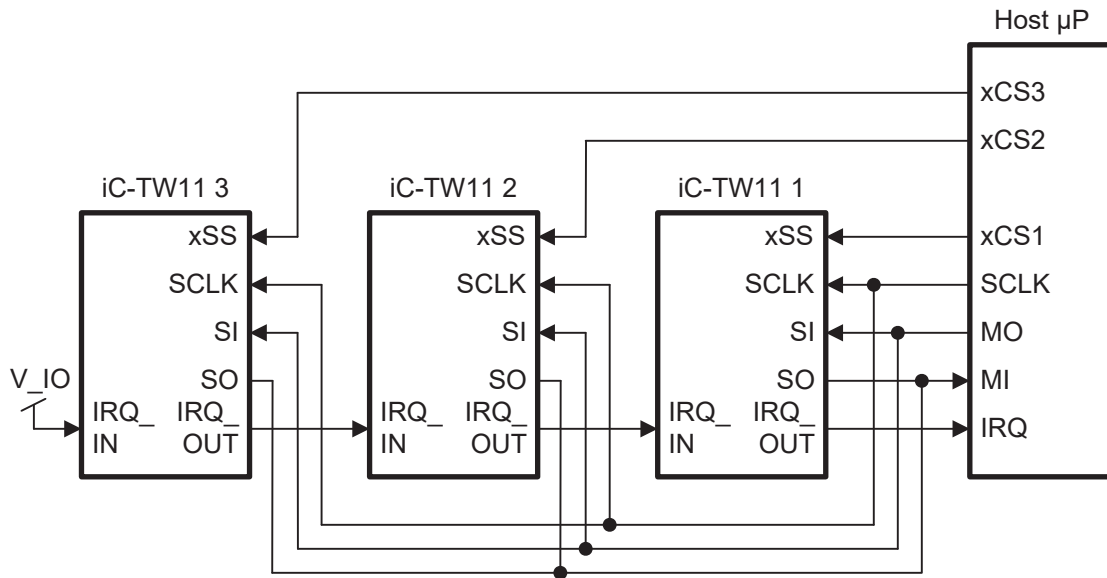 Host µP
xCS3
xCS2
iC-TW11 3
iC-TW11 2
iC-TW11 1
xSS
xSS
xSS
xCS1
SCLK
SCLK
SCLK
SCLK
SI
SI
SI
MO
V_IO
SO
SO
SO
MI
IRQ_
IN
IRQ_
OUT
IRQ_
IN
IRQ_
OUT
IRQ_
IN
IRQ_
OUT
IRQ